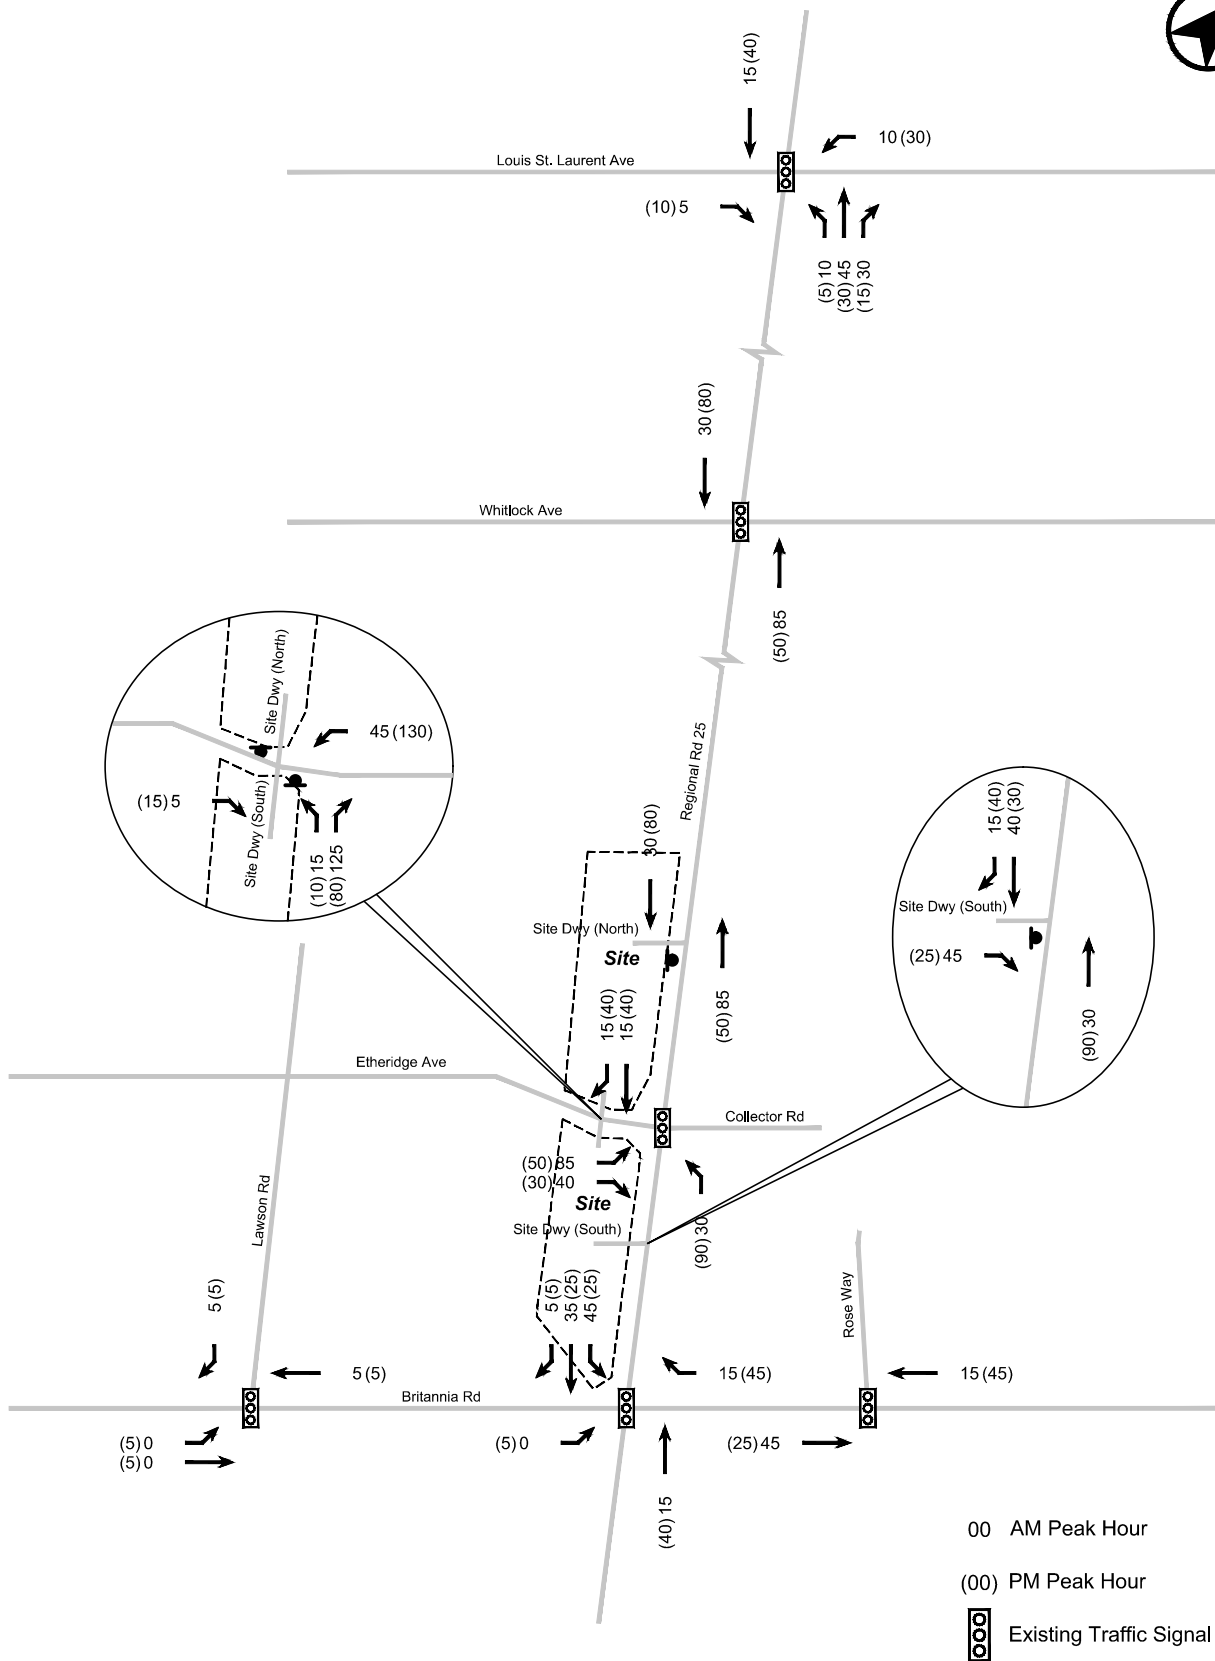 15 (40)
10 (30)
Louis St. Laurent Ave
(10) 5
(5) 10
(30) 45
(15) 30
30 (80)
Whitlock Ave
(50) 85
Site Dwy (North)
45 (130)
(15) 5
Site Dwy (South)
(10) 15
(80) 125
Regional Rd 25
15 (40)
40 (30)
Site Dwy (South)
(25) 45
(90) 30
30 (80)
Site Dwy (North)
Site
15 (40)
15 (40)
(50) 85
Etheridge Ave
Collector Rd
(50) 85
(30) 40
Site
Site Dwy (South)
(90) 30
Lawson Rd
Rose Way
5 (5)
5 (5)
35 (25)
45 (25)
5 (5)
15 (45)
15 (45)
Britannia Rd
(5) 0
(5) 0
(5) 0
(25) 45
(40) 15
00 AM Peak Hour
(00) PM Peak Hour
Existing Traffic Signal